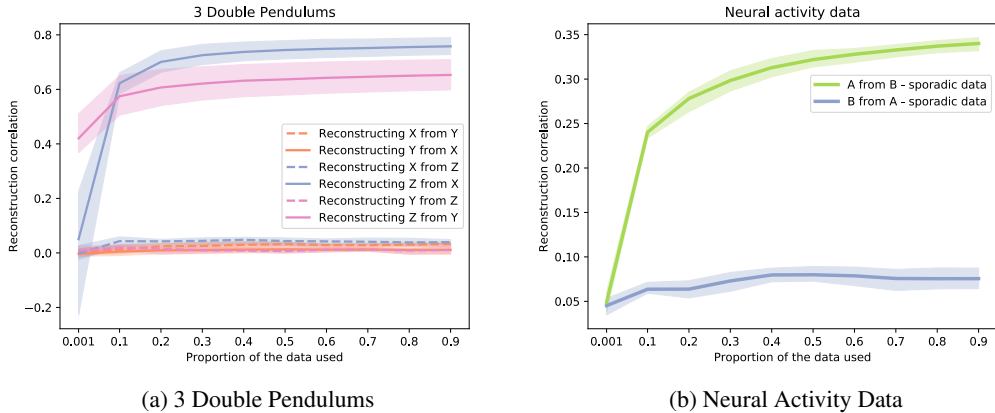 3 Double Pendulums
Reconstruction correlation
0.8
0.6
0.4
0.2
0.0
−0.2
Reconstructing X from Y
Reconstructing Y from X
Reconstructing X from Z
Reconstructing Z from X
Reconstructing Y from Z
Reconstructing Z from Y
0.001 0.1 0.2 0.3 0.4 0.5 0.6 0.7 0.8 0.9
Proportion of the data used
(a) 3 Double Pendulums
Neural activity data
Reconstruction correlation
0.35
0.30
0.25
0.20
0.15
0.10
0.05
A from B - sporadic data
B from A - sporadic data
0.001 0.1 0.2 0.3 0.4 0.5 0.6 0.7 0.8 0.9
Proportion of the data used
(b) Neural Activity Data